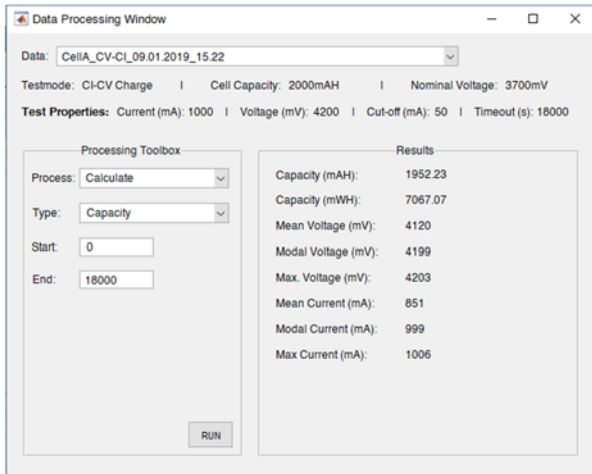 Data Processing Window
Data: CellA_CV-CI_09.01.2019_15.22
Testmode: CI-CV Charge I Cell Capacity: 2000mAH I Nominal Voltage: 3700mV
Test Properties: Current (mA): 1000 I Voltage (mV): 4200 I Cut-off (mA): 50 I Timeout (s): 18000
Processing Toolbox
Process: Calculate
Type: Capacity
Start: 0
End: 18000
RUN
Results
Capacity (mAH): 1952.23
Capacity (mWH): 7067.07
Mean Voltage (mV): 4120
Modal Voltage (mV): 4199
Max. Voltage (mV): 4203
Mean Current (mA): 851
Modal Current (mA): 999
Max Current (mA): 1006